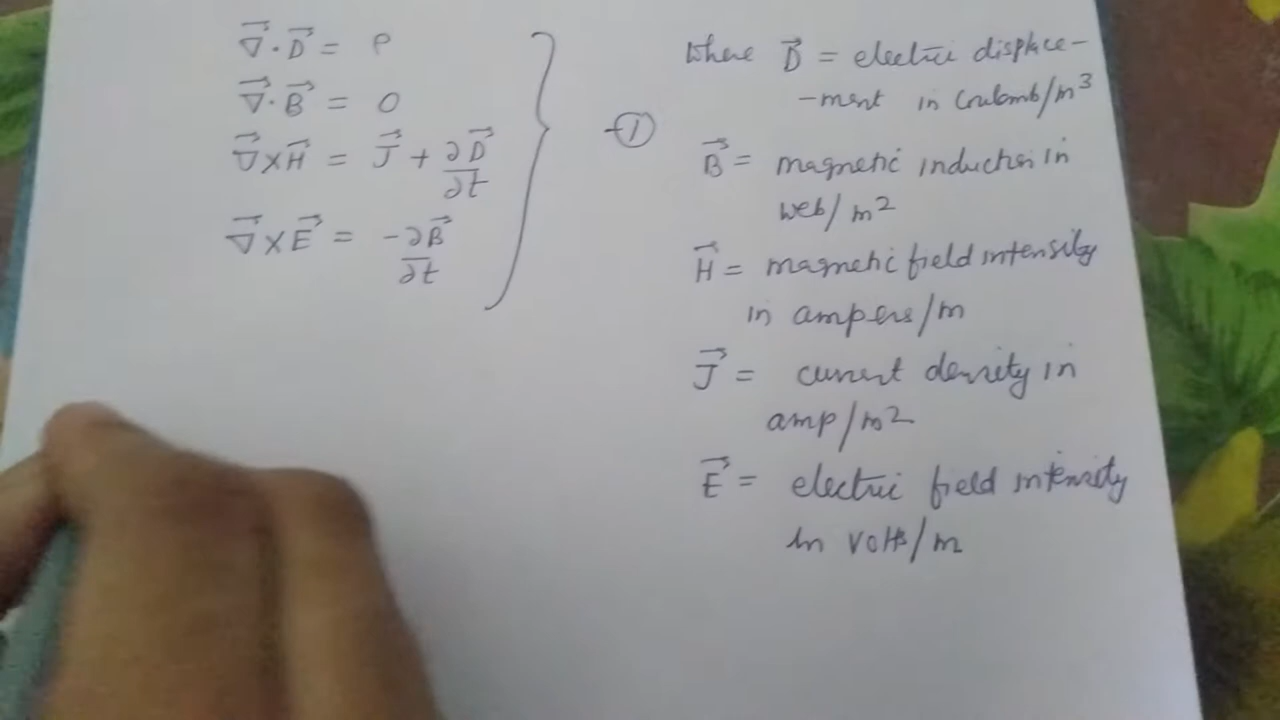 ∇⃗ · D⃗ = ρ
∇⃗ · B⃗ = 0
∇⃗ × H⃗ = J⃗ + ∂D⃗/∂t
∇⃗ × E⃗ = -∂B⃗/∂t
—①
where D⃗ = electric displace-
-ment in Coulomb/m³
B⃗ = magnetic induction in
web/m²
H⃗ = magnetic field intensity
in ampers/m
J⃗ = current density in
amp/m²
E⃗ = electric field intensity
in volts/m